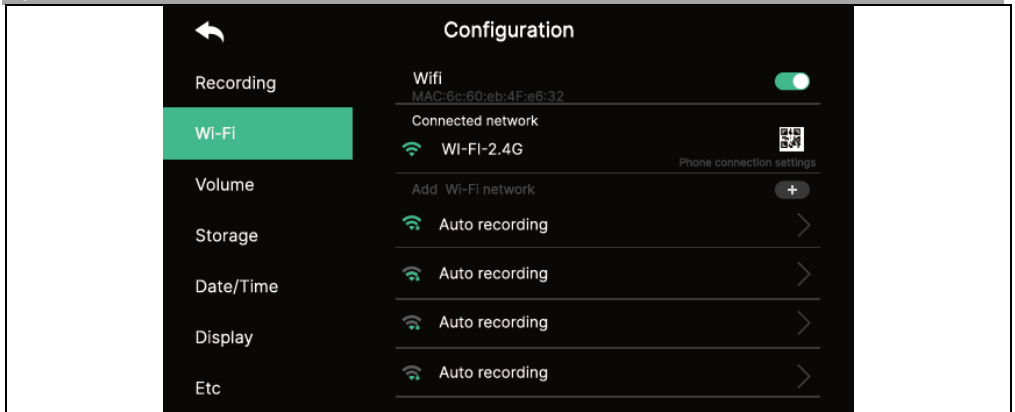 Configuration
Recording
Wi-Fi
Volume
Storage
Date/Time
Display
Etc
Wifi
MAC:6c:60:eb:4F:e6:32
Connected network
WI-FI-2.4G
Phone connection settings
Add Wi-Fi network
+
Auto recording
Auto recording
Auto recording
Auto recording